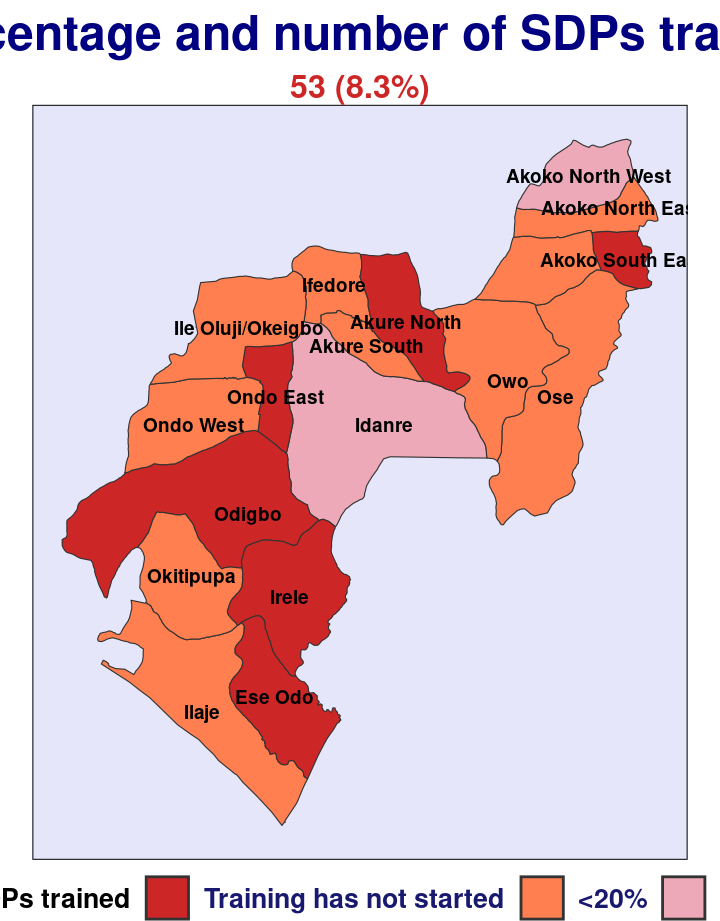 centage and number of SDPs tra
53 (8.3%)
Akoko North West
Akoko North Eas
Akoko South Ea
Ifedore
Akure North
Ile Oluji/Okeigbo
Akure South
Owo
Ose
Ondo East
Ondo West
Idanre
Odigbo
Okitipupa
Irele
Ese Odo
Ilaje
Ps trained Training has not started <20%